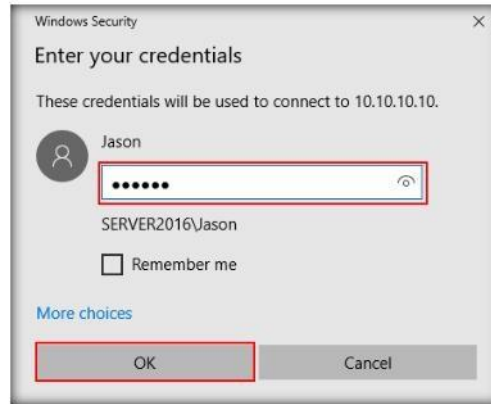 Windows Security
Enter your credentials
These credentials will be used to connect to 10.10.10.10.
Jason
••••••
SERVER2016\Jason
Remember me
More choices
OK
Cancel